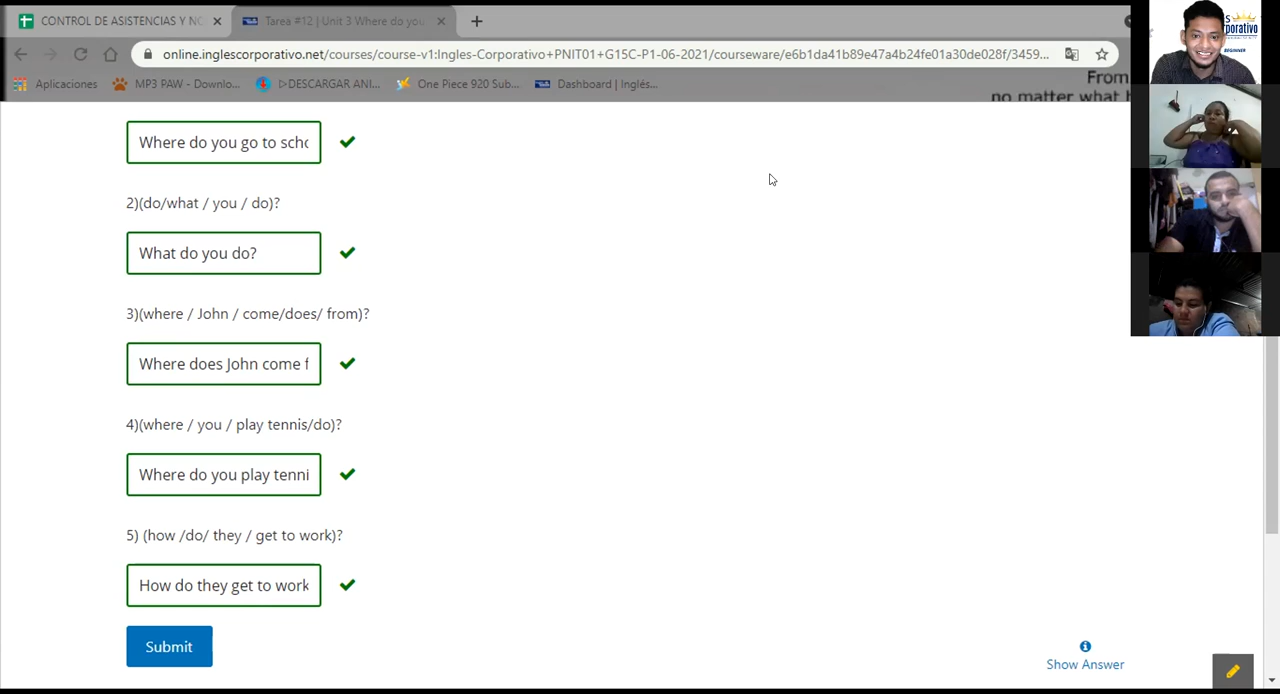 CONTROL DE ASISTENCIAS Y NO
Tarea #12 | Unit 3 Where do you
online.inglescorporativo.net/courses/course-v1:Ingles-Corporativo+PNIT01+G15C-P1-06-2021/courseware/e6b1da41b89e47a4b24fe01a30de028f/3459...
Aplicaciones
MP3 PAW - Downlo...
▷DESCARGAR ANI...
One Piece 920 Sub...
Dashboard | Inglés...
From
no matter what
Where do you go to scho
2)(do/what / you / do)?
What do you do?
3)(where / John / come/does/ from)?
Where does John come f
4)(where / you / play tennis/do)?
Where do you play tenni
5) (how /do/ they / get to work)?
How do they get to work
Submit
Show Answer
BEGINNER